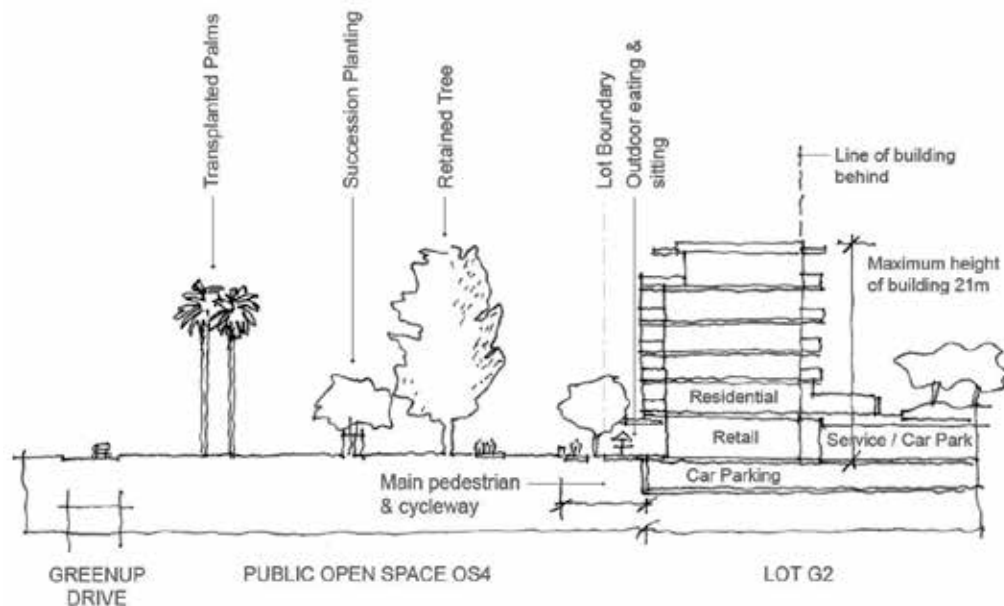 Transplanted Palms
Succession Planting
Retained Tree
Lot Boundary
Outdoor eating &
sitting
Line of building
behind
Maximum height
of building 21m
Residential
Retail
Service / Car Park
Car Parking
Main pedestrian
& cycleway
GREENUP
DRIVE
PUBLIC OPEN SPACE OS4
LOT G2